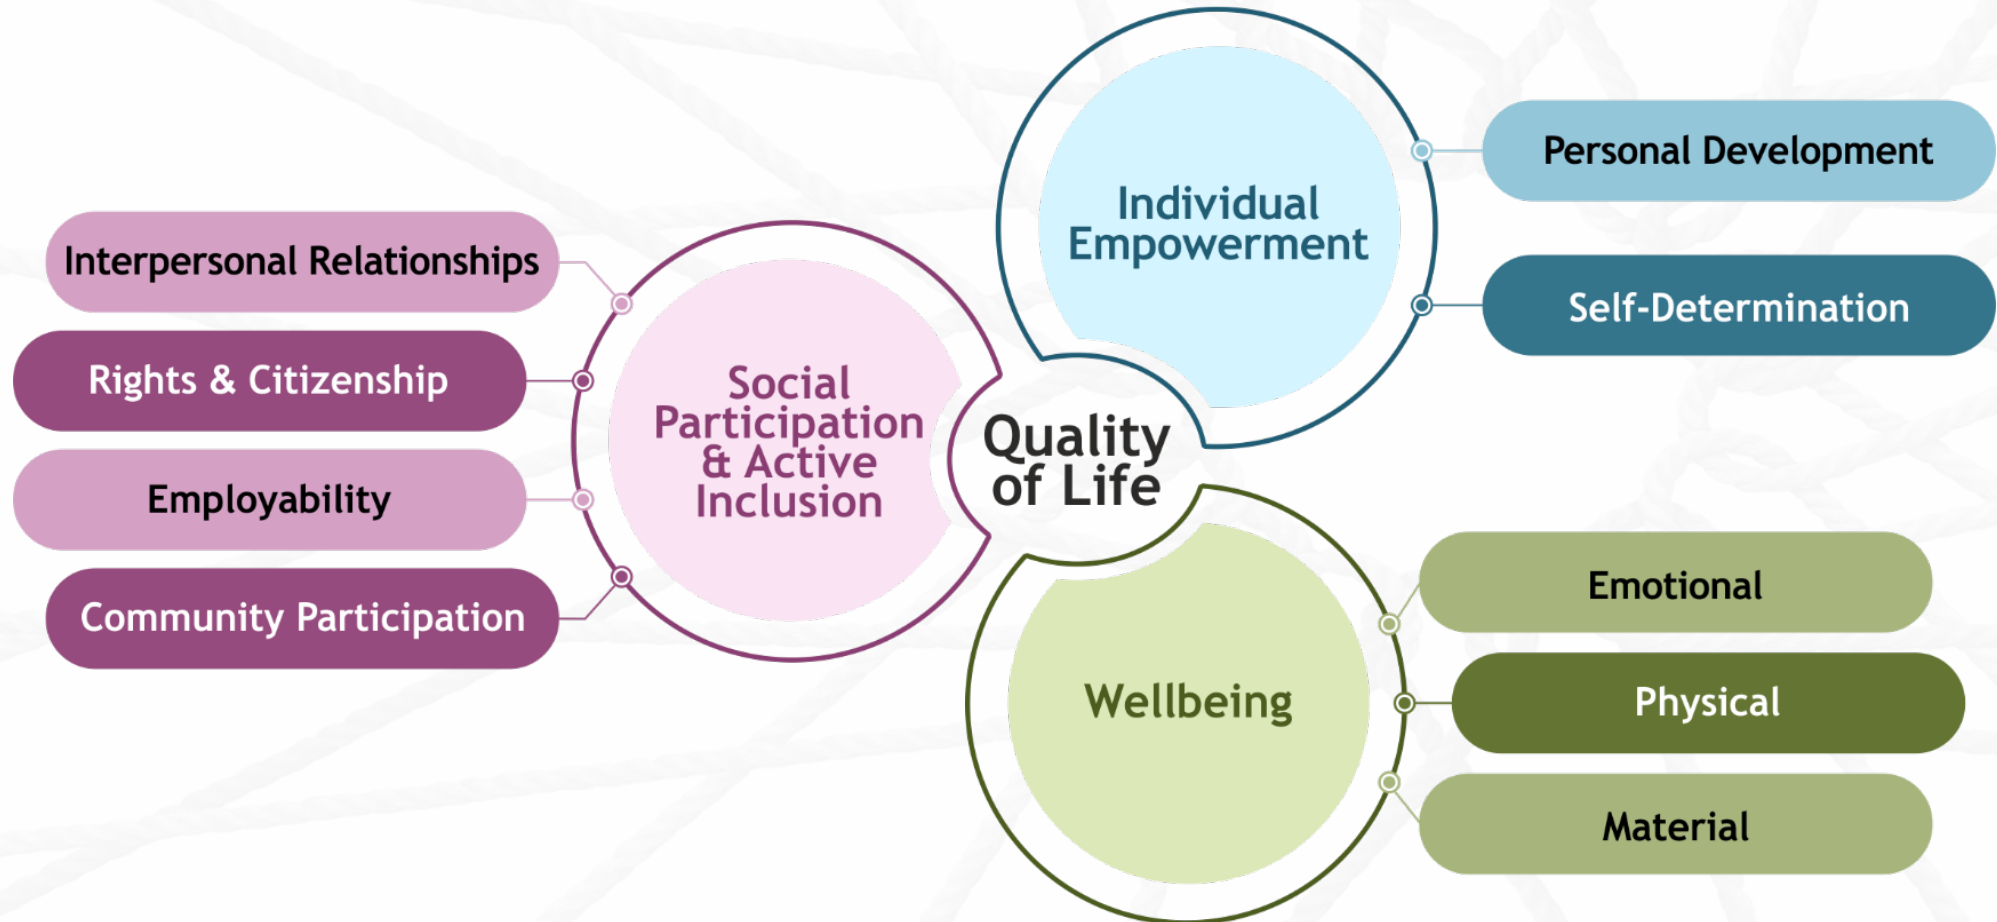 Interpersonal Relationships
Rights & Citizenship
Employability
Community Participation
Social
Participation
& Active
Inclusion
Quality
of Life
Individual
Empowerment
Personal Development
Self-Determination
Wellbeing
Emotional
Physical
Material